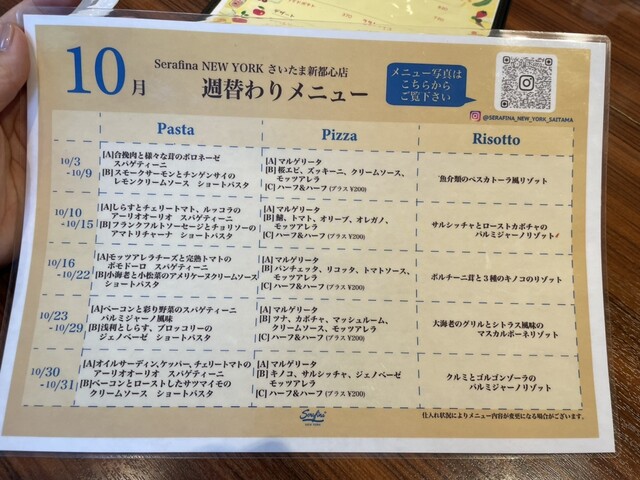 10月
Serafina NEW YORK さいたま新都心店
週替わりメニュー
メニュー写真は
こちらから
ご覧下さい
@SERAFINA_NEW_YORK_SAITAMA
Pasta
Pizza
Risotto
10/3
-10/9
[A]合挽肉と様々な茸のボロネーゼ
スパゲティーニ
[B]スモークサーモンとチンゲンサイの
レモンクリームソース ショートパスタ
[A] マルゲリータ
[B] 桜エビ、ズッキーニ、クリームソース、
モッツアレラ
[C] ハーフ&ハーフ(プラス¥200)
魚介類のペスカトーラ風リゾット
10/10
-10/15
[A]しらすとチェリートマト、ルッコラの
アーリオオーリオ スパゲティーニ
[B]フランクフルトソーセージとチョリソーの
アマトリチャーナ ショートパスタ
[A] マルゲリータ
[B] 鯖、トマト、オリーブ、オレガノ、
モッツアレラ
[C] ハーフ&ハーフ(プラス¥200)
サルシッチャとローストカボチャの
パルミジャーノリゾット
10/16
-10/22
[A]モッツアレラチーズと完熟トマトの
ポモドーロ スパゲティーニ
[B]小海老と小松菜のアメリケーヌクリームソース
ショートパスタ
[A] マルゲリータ
[B] パンチェッタ、リコッタ、トマトソース、
モッツアレラ
[C] ハーフ&ハーフ(プラス¥200)
ポルチーニ茸と3種のキノコのリゾット
10/23
-10/29
[A]ベーコンと彩り野菜のスパゲティーニ
パルミジャーノ風味
[B]浅利としらす、ブロッコリーの
ジェノベーゼ ショートパスタ
[A] マルゲリータ
[B] ツナ、カボチャ、マッシュルーム、
クリームソース、モッツアレラ
[C] ハーフ&ハーフ(プラス¥200)
大海老のグリルとシトラス風味の
マスカルポーネリゾット
10/30
-10/31
[A]オイルサーディン、ケッパー、チェリートマトの
アーリオオーリオ スパゲティーニ
[B]ベーコンとローストしたサツマイモの
クリームソース ショートパスタ
[A] マルゲリータ
[B] キノコ、サルシッチャ、ジェノベーゼ
モッツアレラ
[C] ハーフ&ハーフ(プラス¥200)
クルミとゴルゴンゾーラの
パルミジャーノリゾット
Serafina
NEW YORK
仕入れ状況によりメニュー内容が変更になる場合がございます。